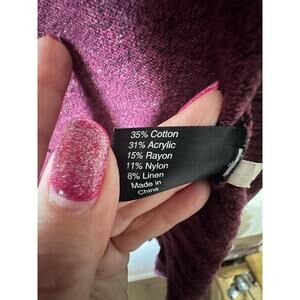 35% Cotton
31% Acrylic
15% Rayon
11% Nylon
8% Linen
Made in
China